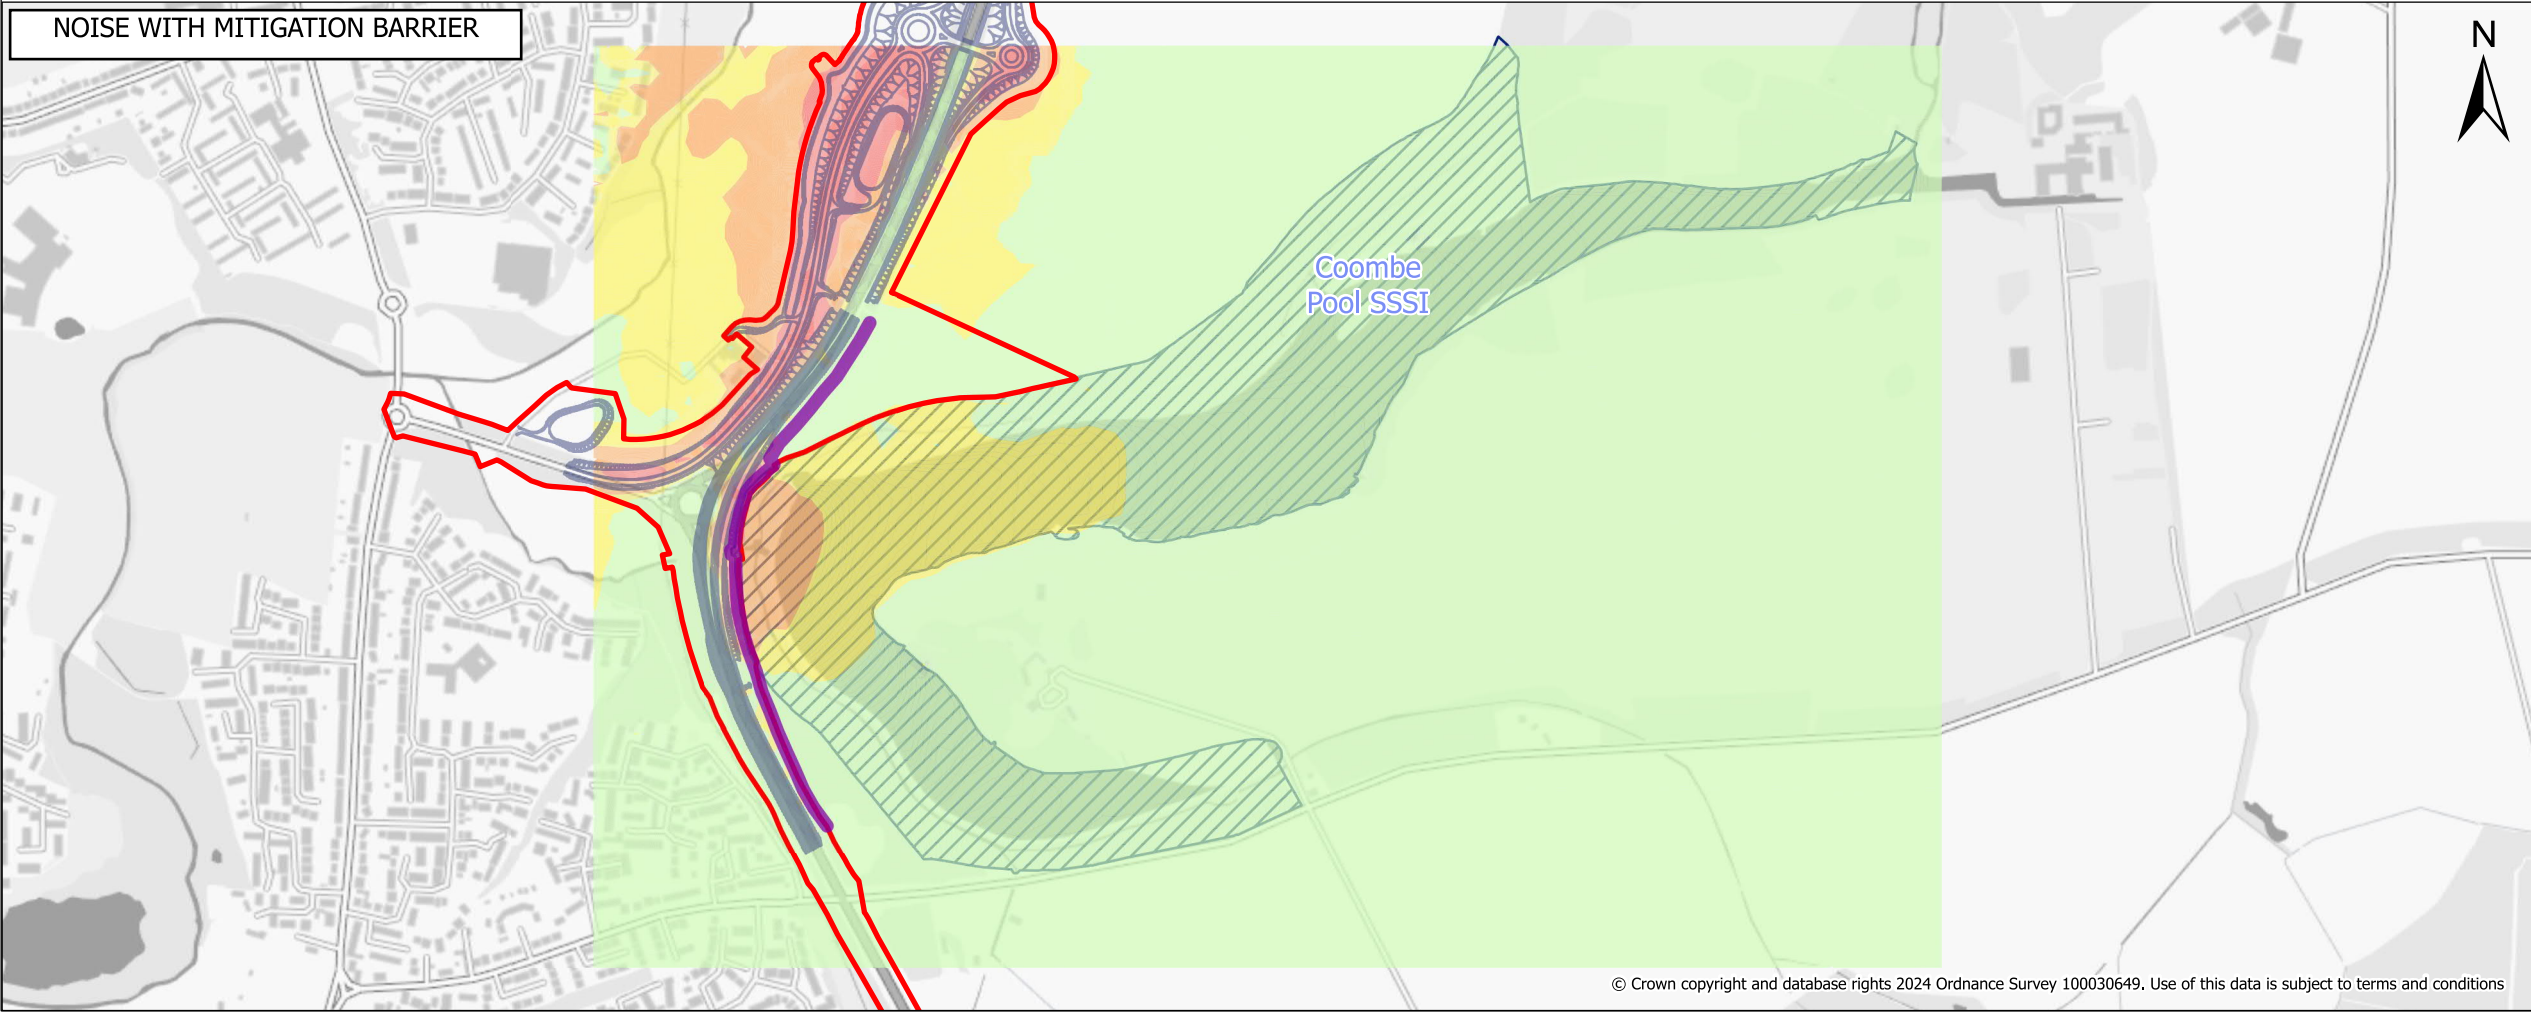 NOISE WITH MITIGATION BARRIER
N
Coombe
Pool SSSI
© Crown copyright and database rights 2024 Ordnance Survey 100030649. Use of this data is subject to terms and conditions